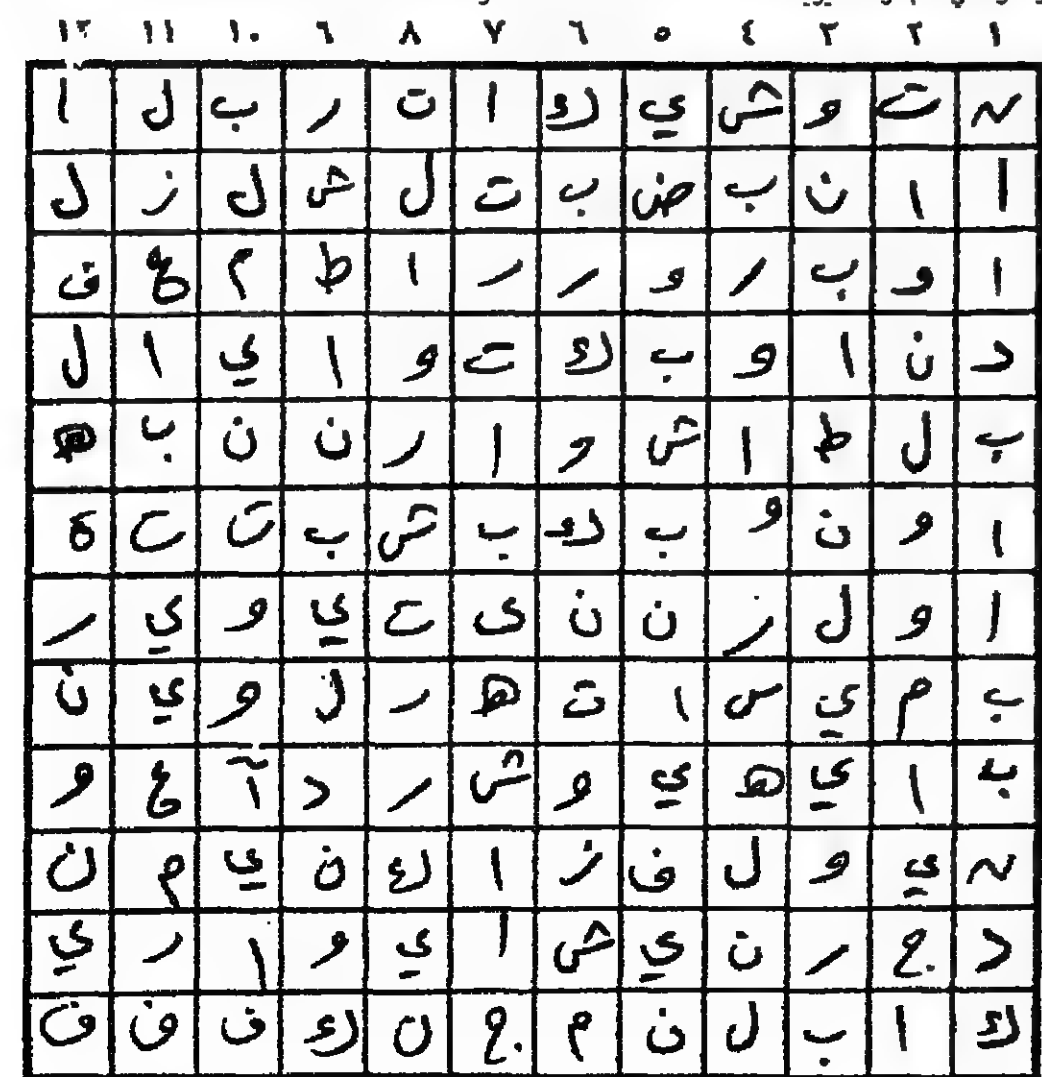 ١ ٢ ٣ ٤ ٥ ٦ ٧ ٨ ٩ ١٠ ١١ ١٢
ت و ش ي ك ا ت ر ب ل ا
ا ا ن ب ض ب ت ل ش ل ز ل
ا و ب ر و ر ر ا ط م ع ف
د ن ا و ب ك ت و ا ي ا ل
ب ل ط ا ش و ا ر ن ن ب ه
ا و ن و ب ك ب ش ب ت ت ة
ا و ل ز ن ن ى ت ي و ي ر
ب م ي س ا ت ه ر ل و ي ن
ب ا ي ه ي و ش ر د آ ع و
ي و ل ف ز ا ك ن ي م ن
د ج ر ن ي ش ا ي و ا ر ي
ك ا ب ل ن م ج ن ك ف ف ف